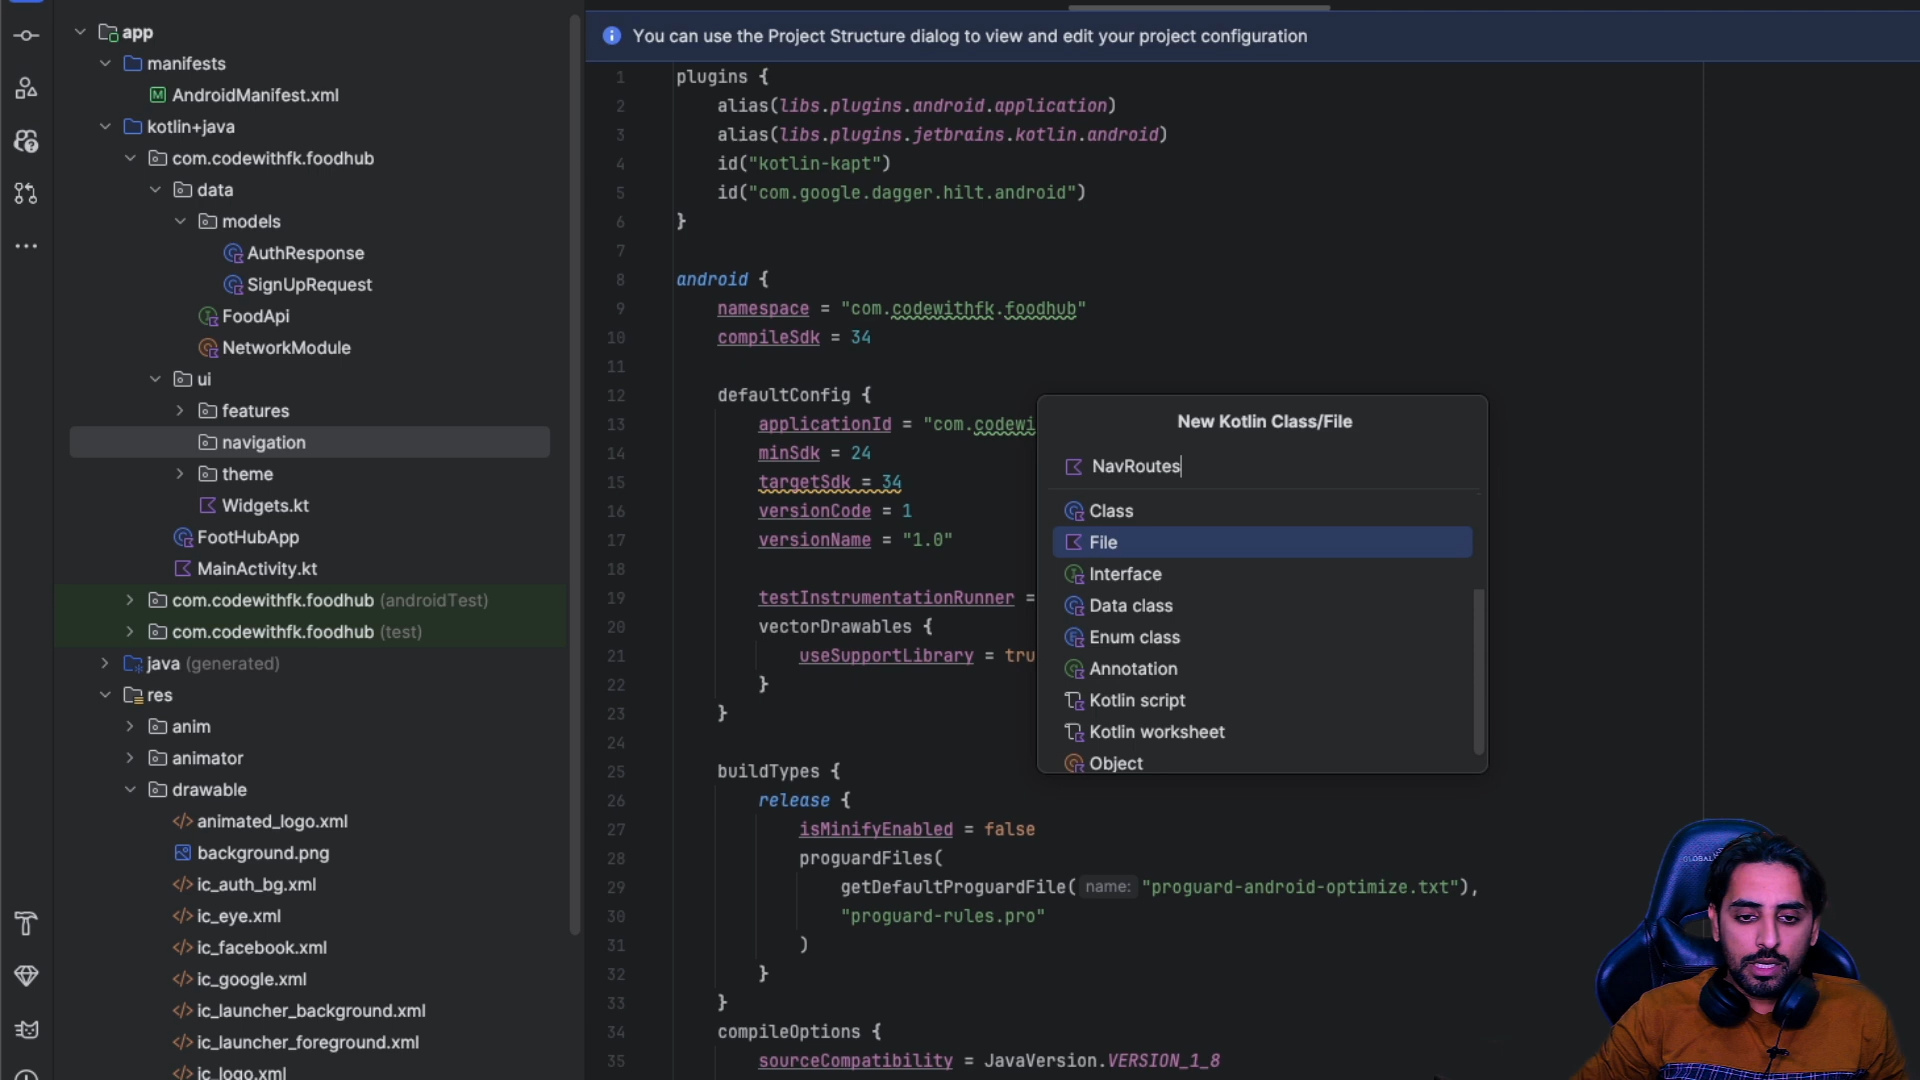 app
manifests
AndroidManifest.xml
kotlin+java
com.codewithfk.foodhub
data
models
AuthResponse
SignUpRequest
FoodApi
NetworkModule
ui
features
navigation
theme
Widgets.kt
FootHubApp
MainActivity.kt
com.codewithfk.foodhub (androidTest)
com.codewithfk.foodhub (test)
java (generated)
res
anim
animator
drawable
animated_logo.xml
background.png
ic_auth_bg.xml
ic_eye.xml
ic_facebook.xml
ic_google.xml
ic_launcher_background.xml
ic_launcher_foreground.xml
ic_logo.xml
You can use the Project Structure dialog to view and edit your project configuration
1 plugins {
2 alias(libs.plugins.android.application)
3 alias(libs.plugins.jetbrains.kotlin.android)
4 id("kotlin-kapt")
5 id("com.google.dagger.hilt.android")
6 }
7
8 android {
9 namespace = "com.codewithfk.foodhub"
10 compileSdk = 34
11
12 defaultConfig {
13 applicationId = "com.codewi
14 minSdk = 24
15 targetSdk = 34
16 versionCode = 1
17 versionName = "1.0"
18
19 testInstrumentationRunner =
20 vectorDrawables {
21 useSupportLibrary = tru
22 }
23 }
24
25 buildTypes {
26 release {
27 isMinifyEnabled = false
28 proguardFiles(
29 getDefaultProguardFile( name: "proguard-android-optimize.txt"),
30 "proguard-rules.pro"
31 )
32 }
33 }
34 compileOptions {
35 sourceCompatibility = JavaVersion.VERSION_1_8
New Kotlin Class/File
NavRoutes
Class
File
Interface
Data class
Enum class
Annotation
Kotlin script
Kotlin worksheet
Object